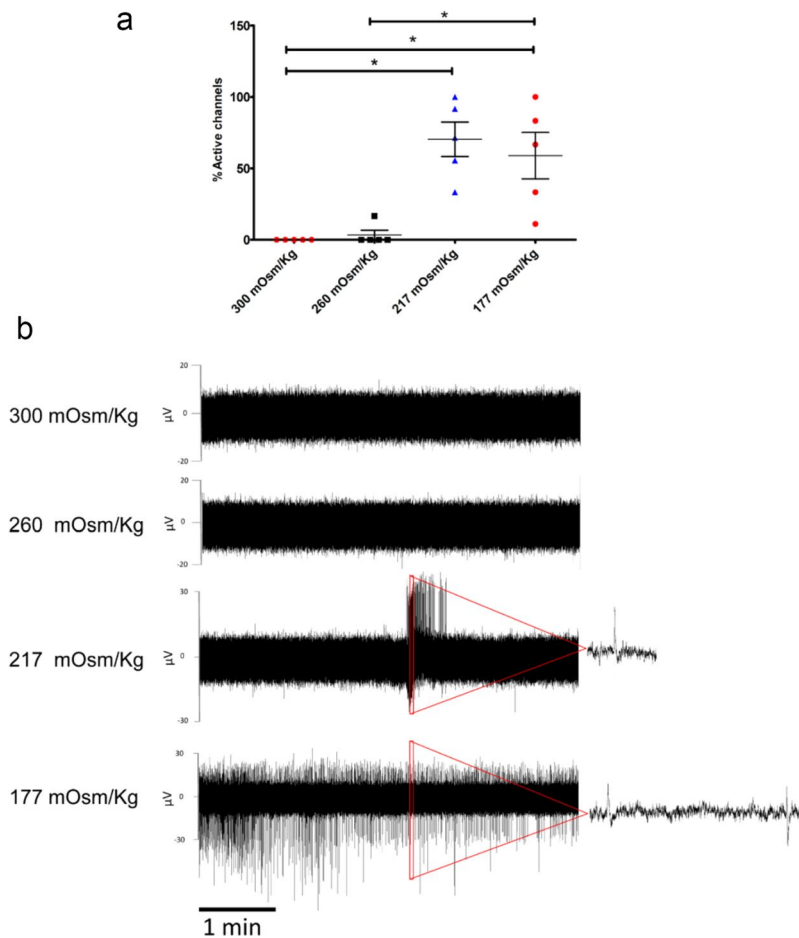 a
*
*
*
150
100
50
0
% Active channels
300 mOsm/Kg
260 mOsm/Kg
217 mOsm/Kg
177 mOsm/Kg
b
300 mOsm/Kg
µV
20
0
-20
260 mOsm/Kg
µV
20
0
-20
217 mOsm/Kg
µV
30
0
-30
177 mOsm/Kg
µV
30
0
-30
1 min